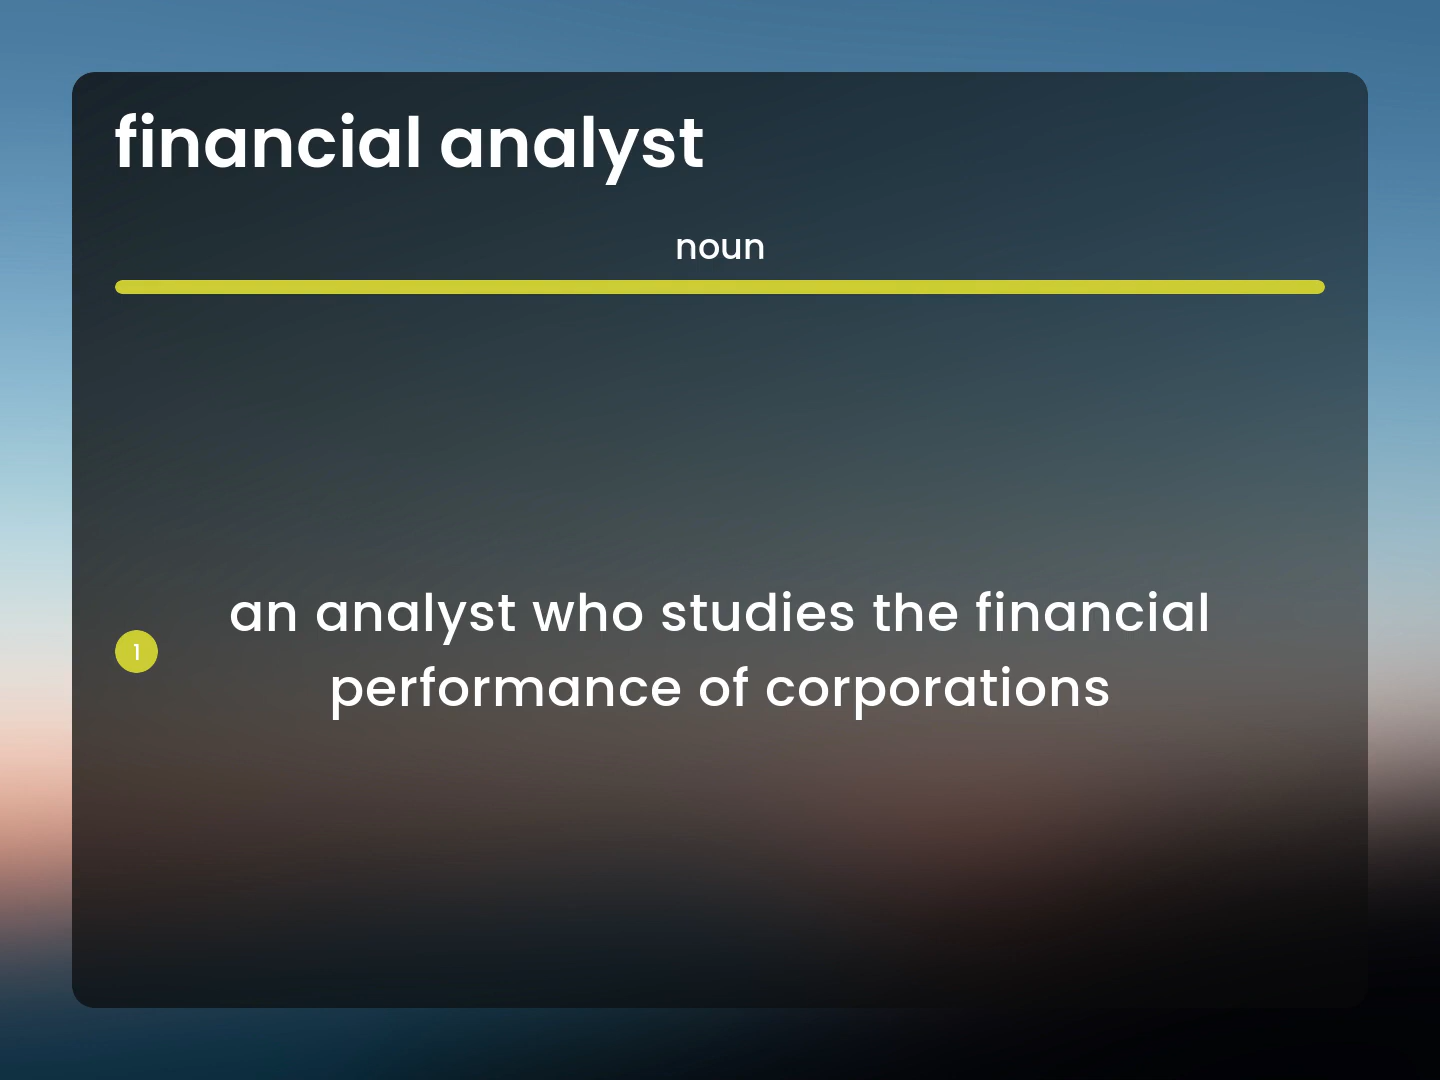 financial analyst
noun
1
an analyst who studies the financial
performance of corporations